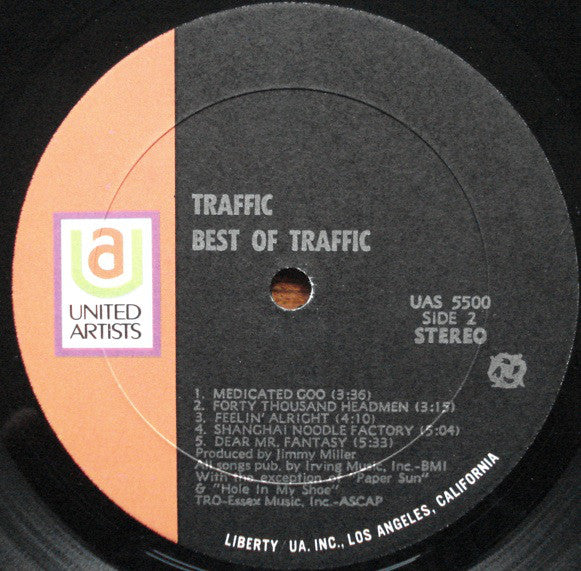 TRAFFIC
BEST OF TRAFFIC
ua
UNITED
ARTISTS
UAS 5500
SIDE 2
STEREO
1. MEDICATED GOO (3:36)
2. FORTY THOUSAND HEADMEN (3:15)
3. FEELIN' ALRIGHT (4:10)
4. SHANGHAI NOODLE FACTORY (5:04)
5. DEAR MR. FANTASY (5:33)
Produced by Jimmy Miller
All songs pub. by Irving Music, Inc.-BMI
With the exception of "Paper Sun"
& "Hole In My Shoe"
TRO-Essex Music, Inc.-ASCAP
LIBERTY UA. INC., LOS ANGELES, CALIFORNIA